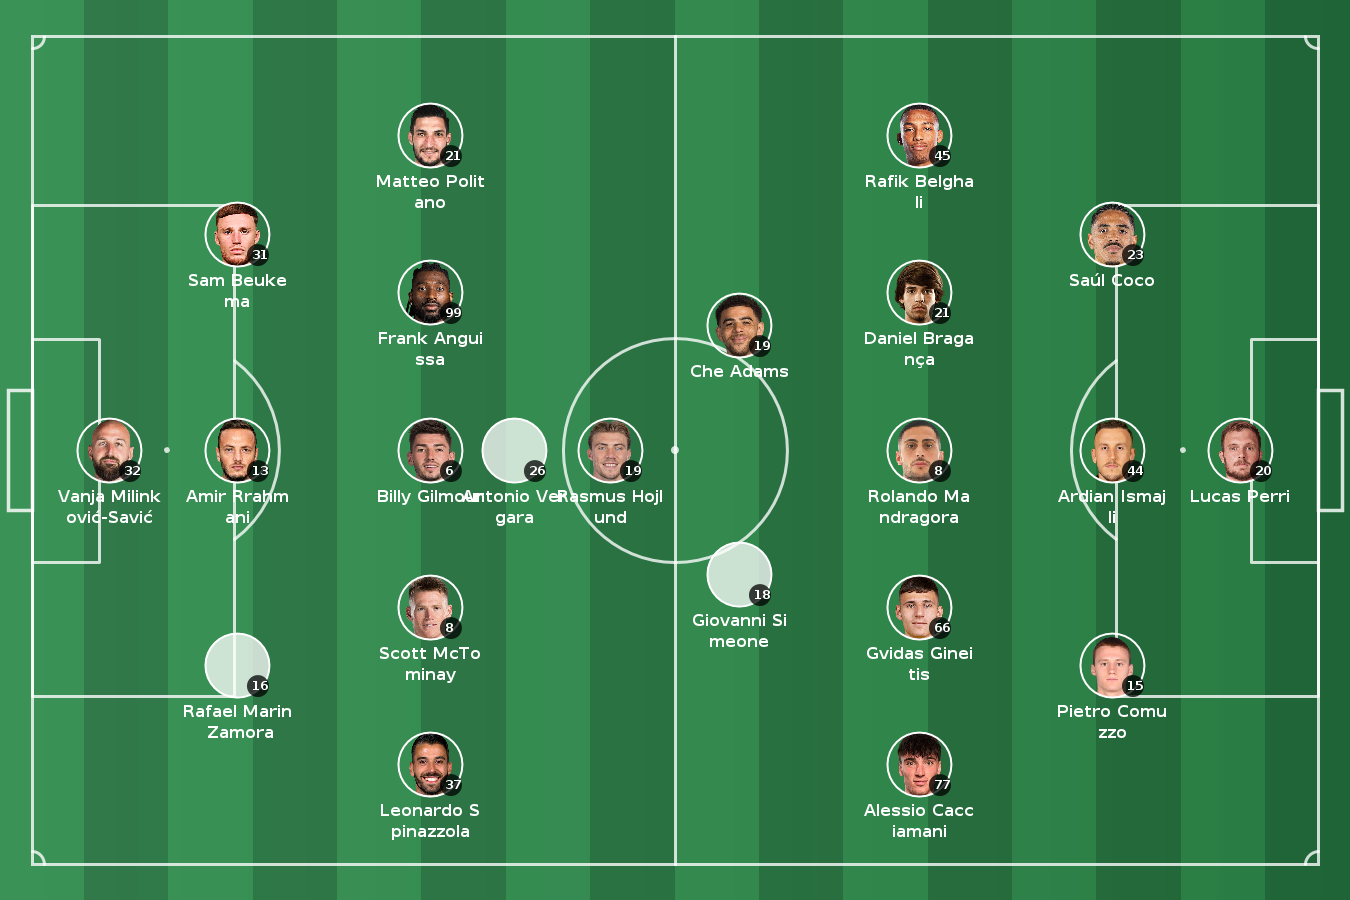 21
Matteo Polit
ano
45
Rafik Belgha
li
31
Sam Beuke
ma
23
Saúl Coco
99
Frank Angui
ssa
21
Daniel Braga
nça
19
Che Adams
32
Vanja Milink
ović-Savić
13
Amir Rrahm
ani
6
Billy Gilmour
26
Antonio Ver
gara
19
Rasmus Hojl
und
8
Rolando Ma
ndragora
44
Ardian Ismaj
li
20
Lucas Perri
18
Giovanni Si
meone
8
Scott McTo
minay
66
Gvidas Ginei
tis
16
Rafael Marin
Zamora
15
Pietro Comu
zzo
37
Leonardo S
pinazzola
77
Alessio Cacc
iamani